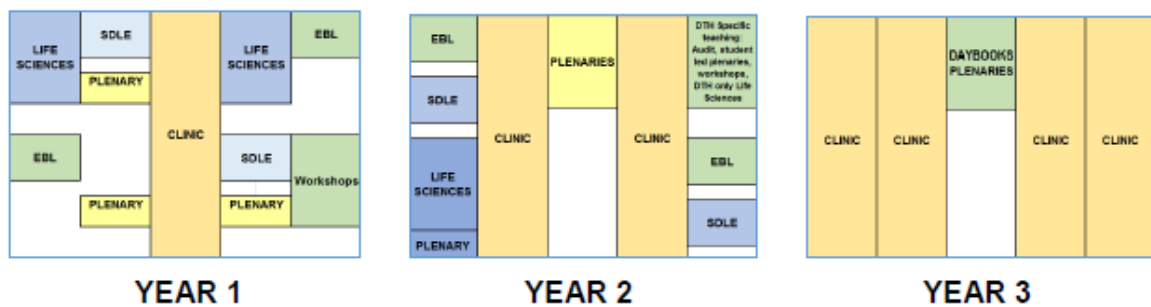 LIFE
SCIENCES
SDLE
PLENARY
LIFE
SCIENCES
EBL
CLINIC
EBL
SDLE
Workshops
PLENARY
PLENARY
YEAR 1
EBL
SDLE
LIFE
SCIENCES
PLENARY
CLINIC
PLENARIES
CLINIC
DTH Specific
teaching:
Audit, student
led plenaries,
workshops,
DTH only Life
Sciences
EBL
SDLE
YEAR 2
CLINIC
CLINIC
DAYBOOKS
PLENARIES
CLINIC
CLINIC
YEAR 3